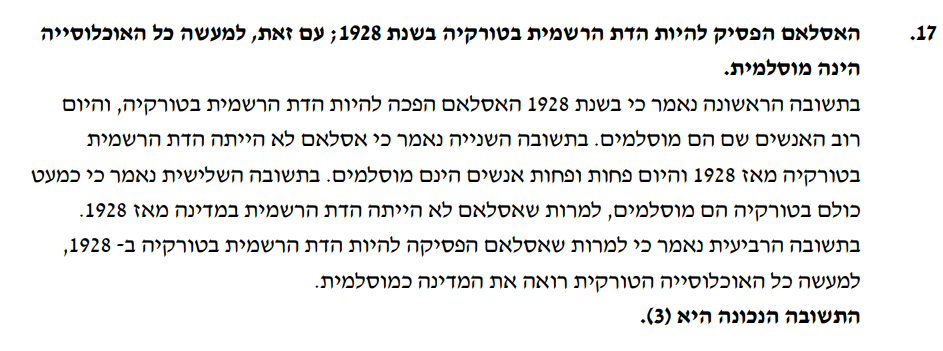 17. האסלאם הפסיק להיות הדת הרשמית בטורקיה בשנת 1928; עם זאת, למעשה כל האוכלוסייה
הינה מוסלמית.
בתשובה הראשונה נאמר כי בשנת 1928 האסלאם הפכה להיות הדת הרשמית בטורקיה, והיום
רוב האנשים שם הם מוסלמים. בתשובה השנייה נאמר כי אסלאם לא הייתה הדת הרשמית
בטורקיה מאז 1928 והיום פחות ופחות אנשים הינם מוסלמים. בתשובה השלישית נאמר כי כמעט
כולם בטורקיה הם מוסלמים, למרות שאסלאם לא הייתה הדת הרשמית במדינה מאז 1928.
בתשובה הרביעית נאמר כי למרות שאסלאם הפסיקה להיות הדת הרשמית בטורקיה ב- 1928,
למעשה כל האוכלוסייה הטורקית רואה את המדינה כמוסלמית.
התשובה הנכונה היא (3).